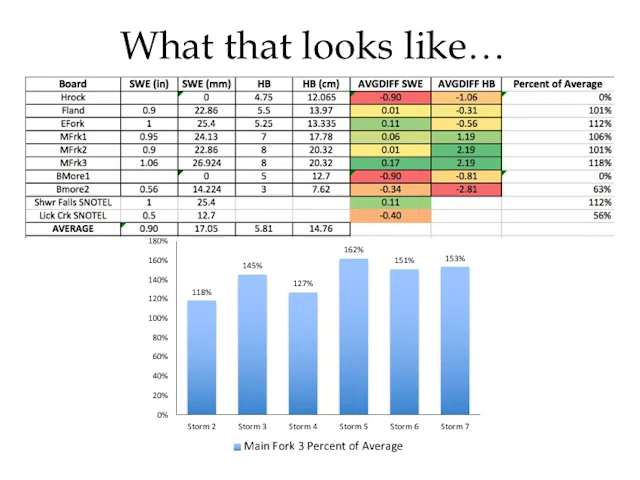 What that looks like…
Board SWE (in) SWE (mm) HB HB (cm) AVGDIFF SWE AVGDIFF HB Percent of Average
Hrock 0 4.75 12.065 -0.90 -1.06 0%
Fland 0.9 22.86 5.5 13.97 0.01 -0.31 101%
EFork 1 25.4 5.25 13.335 0.11 -0.56 112%
MFrk1 0.95 24.13 7 17.78 0.06 1.19 106%
MFrk2 0.9 22.86 8 20.32 0.01 2.19 101%
MFrk3 1.06 26.924 8 20.32 0.17 2.19 118%
BMore1 0 5 12.7 -0.90 -0.81 0%
Bmore2 0.56 14.224 3 7.62 -0.34 -2.81 63%
Shwr Falls SNOTEL 1 25.4 0.11 112%
Lick Crk SNOTEL 0.5 12.7 -0.40 56%
AVERAGE 0.90 17.05 5.81 14.76
180%
160%
140%
120%
100%
80%
60%
40%
20%
0%
118% 145% 127% 162% 151% 153%
Storm 2 Storm 3 Storm 4 Storm 5 Storm 6 Storm 7
Main Fork 3 Percent of Average